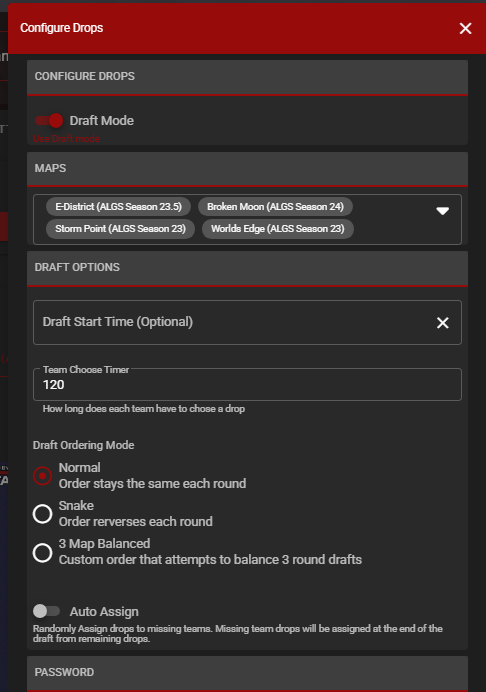 Configure Drops
CONFIGURE DROPS
Draft Mode
Use Draft mode
MAPS
E-District (ALGS Season 23.5)
Broken Moon (ALGS Season 24)
Storm Point (ALGS Season 23)
Worlds Edge (ALGS Season 23)
DRAFT OPTIONS
Draft Start Time (Optional)
Team Choose Timer
120
How long does each team have to chose a drop
Draft Ordering Mode
Normal
Order stays the same each round
Snake
Order rerverses each round
3 Map Balanced
Custom order that attempts to balance 3 round drafts
Auto Assign
Randomly Assign drops to missing teams. Missing team drops will be assigned at the end of the
draft from remaining drops.
PASSWORD